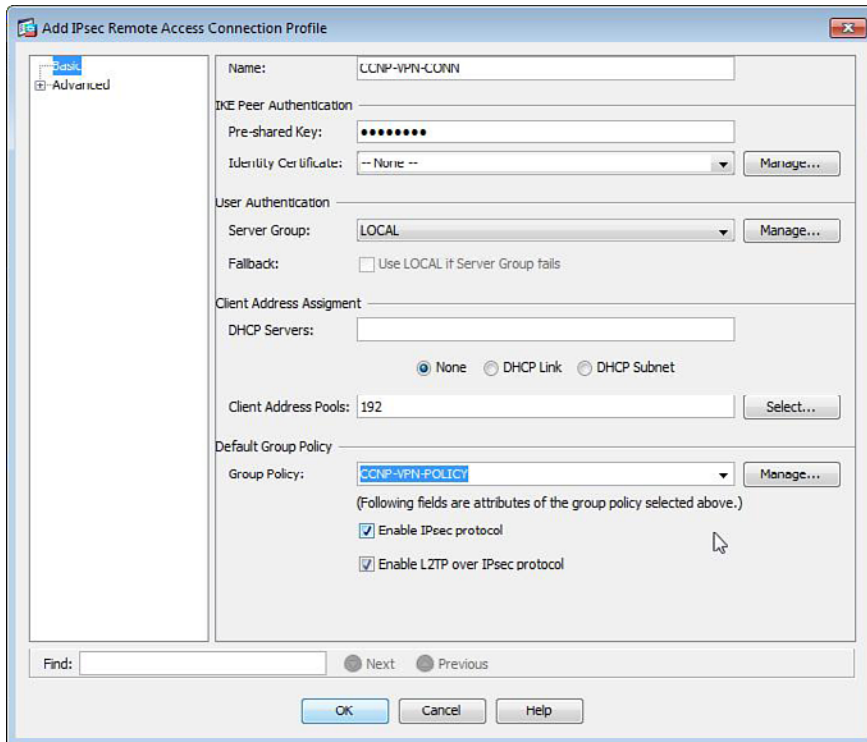 Add IPsec Remote Access Connection Profile
Basic
Advanced
Name: CCNP-VPN-CONN
IKE Peer Authentication
Pre-shared Key: ••••••••
Identity Certificate: -- None -- Manage...
User Authentication
Server Group: LOCAL Manage...
Fallback: Use LOCAL if Server Group fails
Client Address Assigment
DHCP Servers:
None DHCP Link DHCP Subnet
Client Address Pools: 192 Select...
Default Group Policy
Group Policy: CCNP-VPN-POLICY Manage...
(Following fields are attributes of the group policy selected above.)
Enable IPsec protocol
Enable L2TP over IPsec protocol
Find: Next Previous
OK Cancel Help